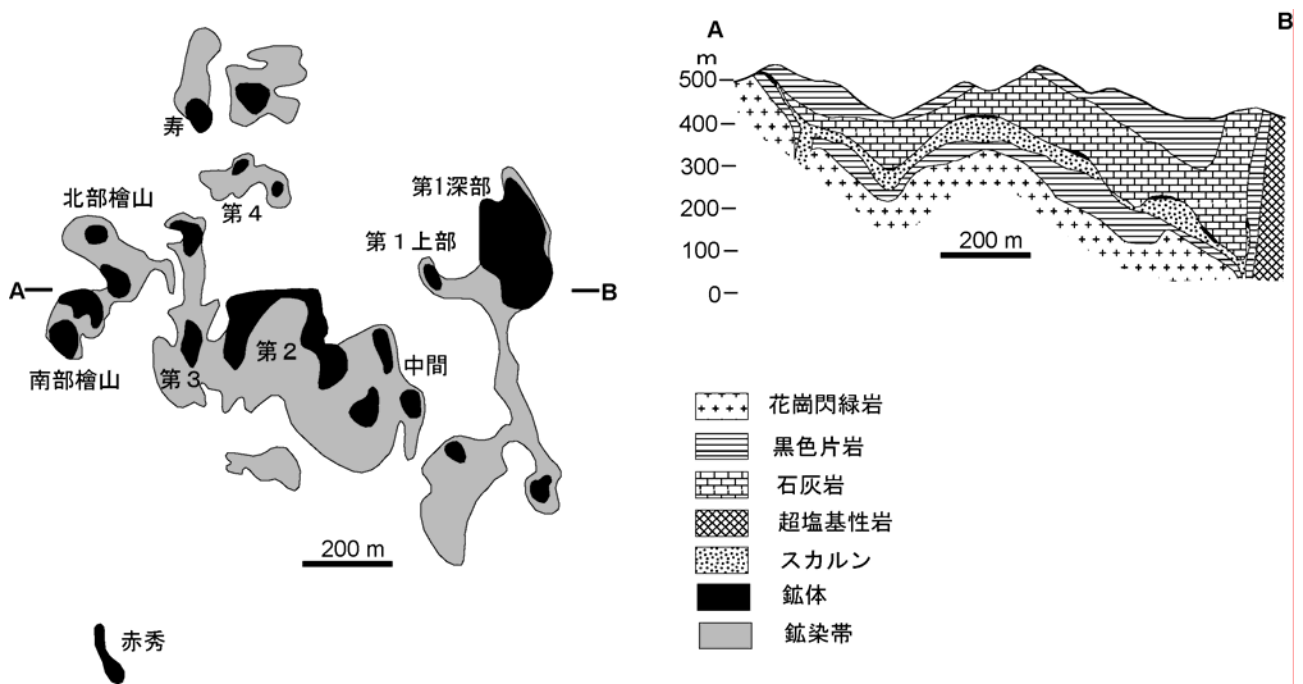 寿
北部檜山
第4
第1深部
第1上部
A
B
第2
第3
中間
南部檜山
200 m
赤秀
A
B
m
500
400
300
200
100
0
200 m
花崗閃緑岩
黒色片岩
石灰岩
超塩基性岩
スカルン
鉱体
鉱染帯